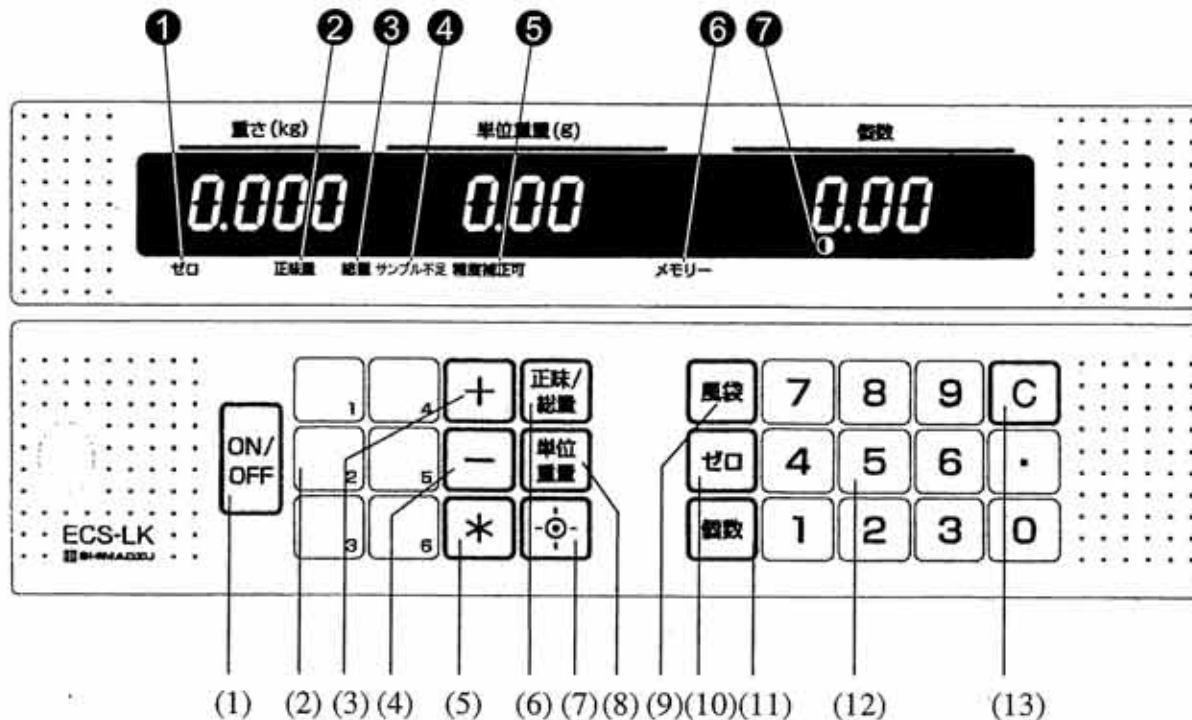 ❶ ❷ ❸ ❹ ❺ ❻ ❼
重さ(kg) 単位重量(g) 個数
0.000 0.00 0.00
ゼロ 正味量 総量 サンプル不足 精度補正可 メモリー
1 4 + 正味/総量 風袋 7 8 9 C
ON/OFF 2 5 − 単位重量 ゼロ 4 5 6 ·
3 6 * 個数 1 2 3 0
ECS-LK
SHIMADZU
(1) (2) (3) (4) (5) (6) (7) (8) (9) (10) (11) (12) (13)